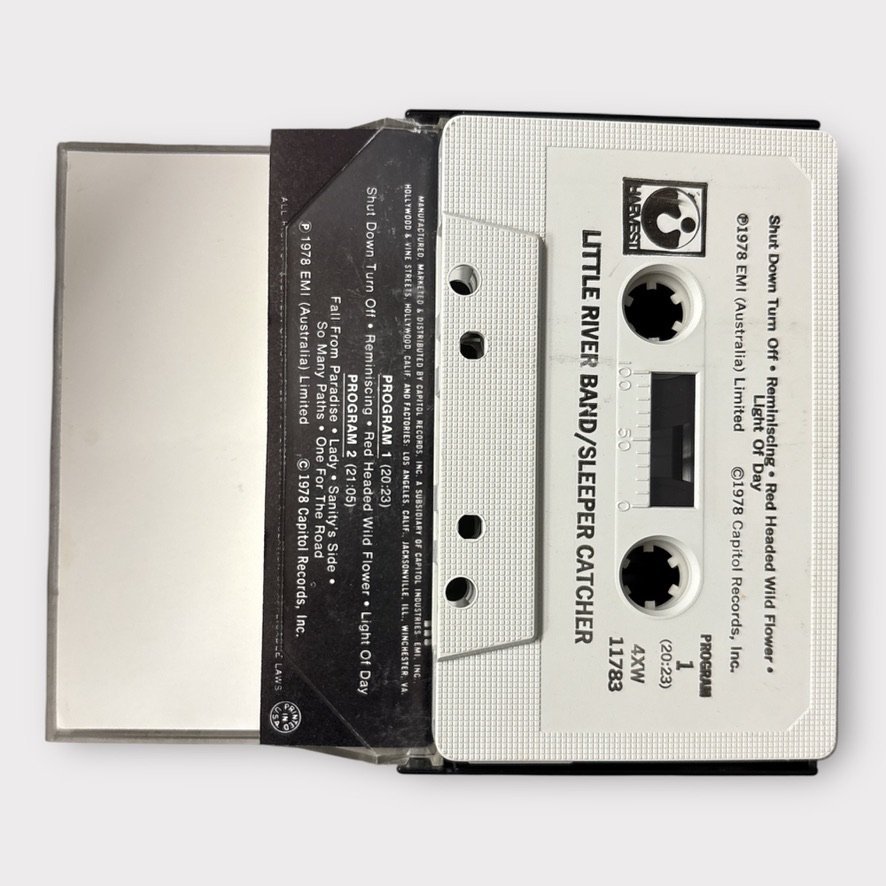 HARVEST
LITTLE RIVER BAND/SLEEPER CATCHER
Shut Down Turn Off • Reminiscing • Red Headed Wild Flower •
Light Of Day
℗1978 EMI (Australia) Limited ©1978 Capitol Records, Inc.
100 50 0
PROGRAM
1
(20:23)
4XW
11783
MANUFACTURED, MARKETED & DISTRIBUTED BY CAPITOL RECORDS, INC. A SUBSIDIARY OF CAPITOL INDUSTRIES-EMI, INC.,
HOLLYWOOD & VINE STREETS, HOLLYWOOD, CALIF. AND FACTORIES: LOS ANGELES, CALIF., JACKSONVILLE, ILL., WINCHESTER, VA.
PROGRAM 1 (20:23)
Shut Down Turn Off • Reminiscing • Red Headed Wild Flower • Light Of Day
PROGRAM 2 (21:05)
Fall From Paradise • Lady • Sanity's Side •
So Many Paths • One For The Road
℗ 1978 EMI (Australia) Limited © 1978 Capitol Records, Inc.
ALL LAWS
PRINTED
IN
U.S.A.